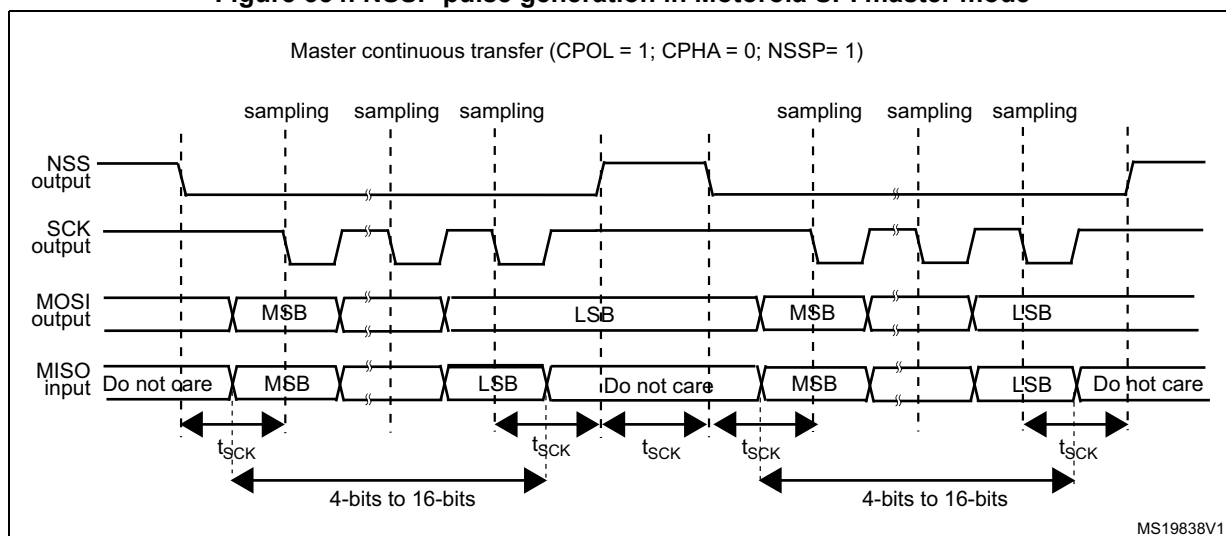 Master continuous transfer (CPOL = 1; CPHA = 0; NSSP= 1)
sampling sampling sampling sampling sampling sampling
NSS
output
SCK
output
MOSI
output
MSB LSB MSB LSB
MISO
input
Do not care MSB LSB Do not care MSB LSB Do not care
tSCK tSCK tSCK tSCK tSCK
4-bits to 16-bits 4-bits to 16-bits
MS19838V1